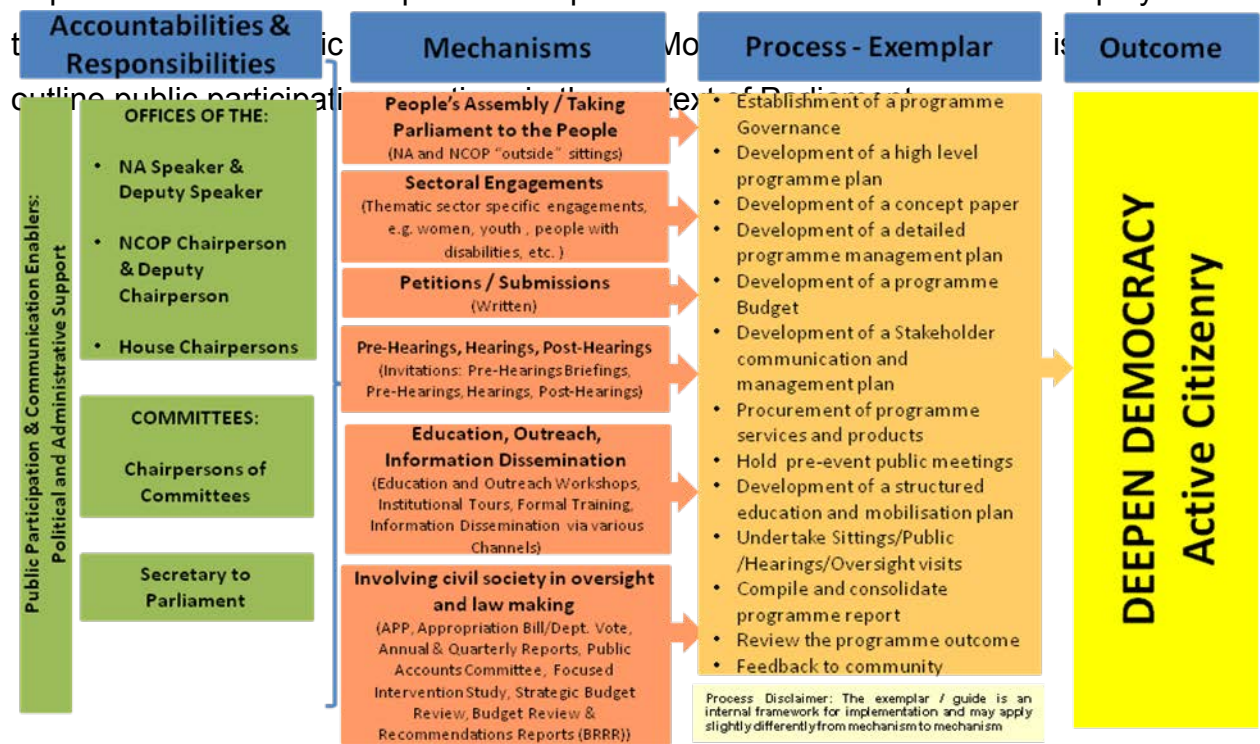 Accountabilities &
Responsibilities
Mechanisms
Process - Exemplar
Outcome
outline public participation
text of Parliament
Public Participation & Communication Enablers:
Political and Administrative Support
OFFICES OF THE:
• NA Speaker &
Deputy Speaker
• NCOP Chairperson
& Deputy
Chairperson
• House Chairpersons
COMMITTEES:
Chairpersons of
Committees
Secretary to
Parliament
People's Assembly / Taking
Parliament to the People
(NA and NCOP "outside" sittings)
Sectoral Engagements
(Thematic sector specific engagements,
e.g. women, youth , people with
disabilities, etc. )
Petitions / Submissions
(Written)
Pre-Hearings, Hearings, Post-Hearings
(Invitations: Pre-Hearings Briefings,
Pre-Hearings, Hearings, Post-Hearings)
Education, Outreach,
Information Dissemination
(Education and Outreach Workshops,
Institutional Tours, Formal Training,
Information Dissemination via various
Channels)
Involving civil society in oversight
and law making
(APP, Appropriation Bill/Dept. Vote,
Annual & Quarterly Reports, Public
Accounts Committee, Focused
Intervention Study, Strategic Budget
Review, Budget Review &
Recommendations Reports (BRRR))
• Establishment of a programme
Governance
• Development of a high level
programme plan
• Development of a concept paper
• Development of a detailed
programme management plan
• Development of a programme
Budget
• Development of a Stakeholder
communication and
management plan
• Procurement of programme
services and products
• Hold pre-event public meetings
• Development of a structured
education and mobilisation plan
• Undertake Sittings/Public
/Hearings/Oversight visits
• Compile and consolidate
programme report
• Review the programme outcome
• Feedback to community
Process Disclaimer: The exemplar / guide is an
internal framework for implementation and may apply
slightly differently from mechanism to mechanism
DEEPEN DEMOCRACY
Active Citizenry